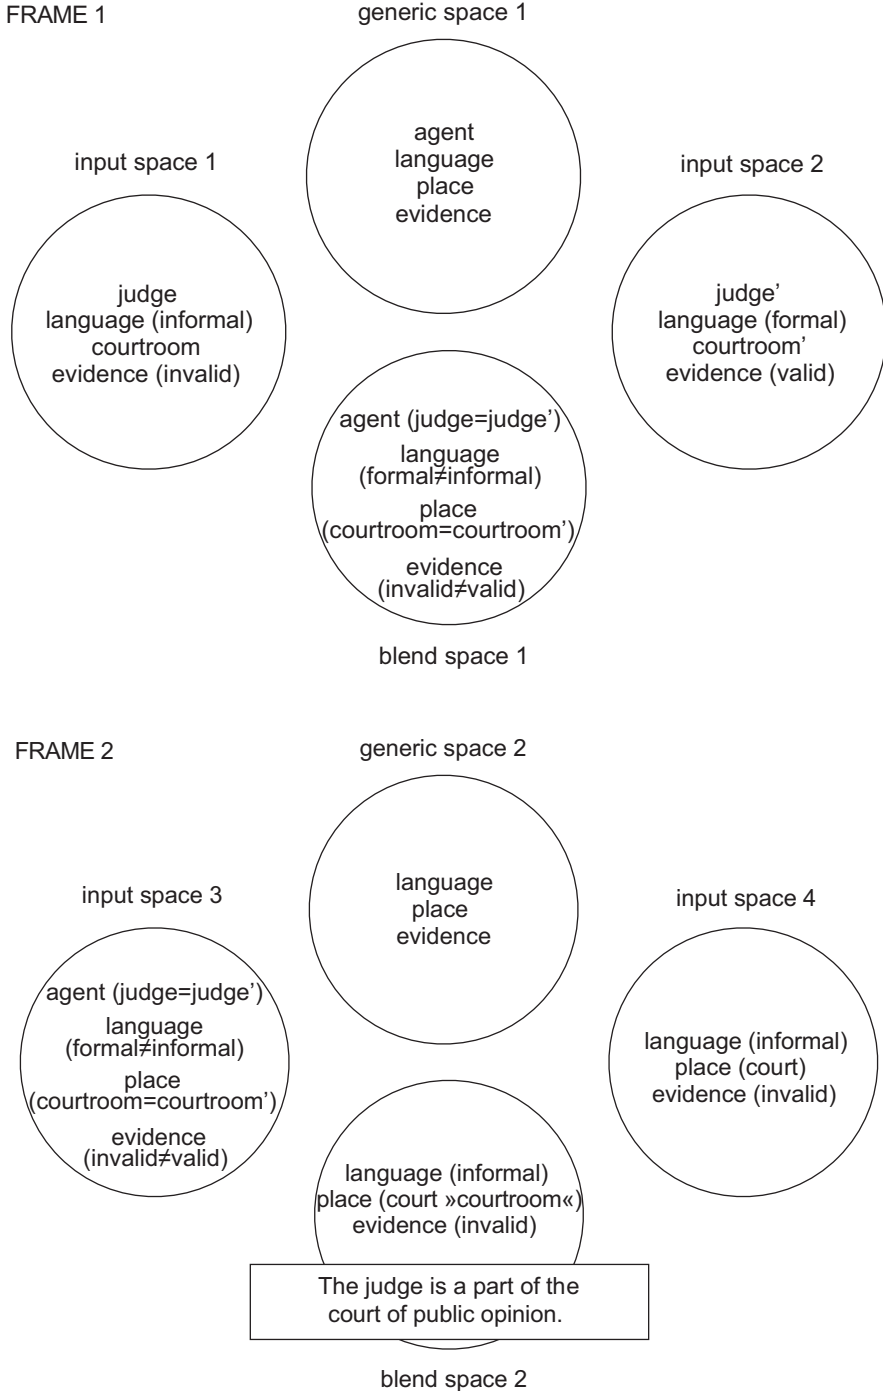 FRAME 1
generic space 1
agent
language
place
evidence
input space 1
judge
language (informal)
courtroom
evidence (invalid)
input space 2
judge’
language (formal)
courtroom’
evidence (valid)
agent (judge=judge’)
language
(formal≠informal)
place
(courtroom=courtroom’)
evidence
(invalid≠valid)
blend space 1
FRAME 2
generic space 2
language
place
evidence
input space 3
agent (judge=judge’)
language
(formal≠informal)
place
(courtroom=courtroom’)
evidence
(invalid≠valid)
input space 4
language (informal)
place (court)
evidence (invalid)
language (informal)
place (court »courtroom«)
evidence (invalid)
The judge is a part of the
court of public opinion.
blend space 2